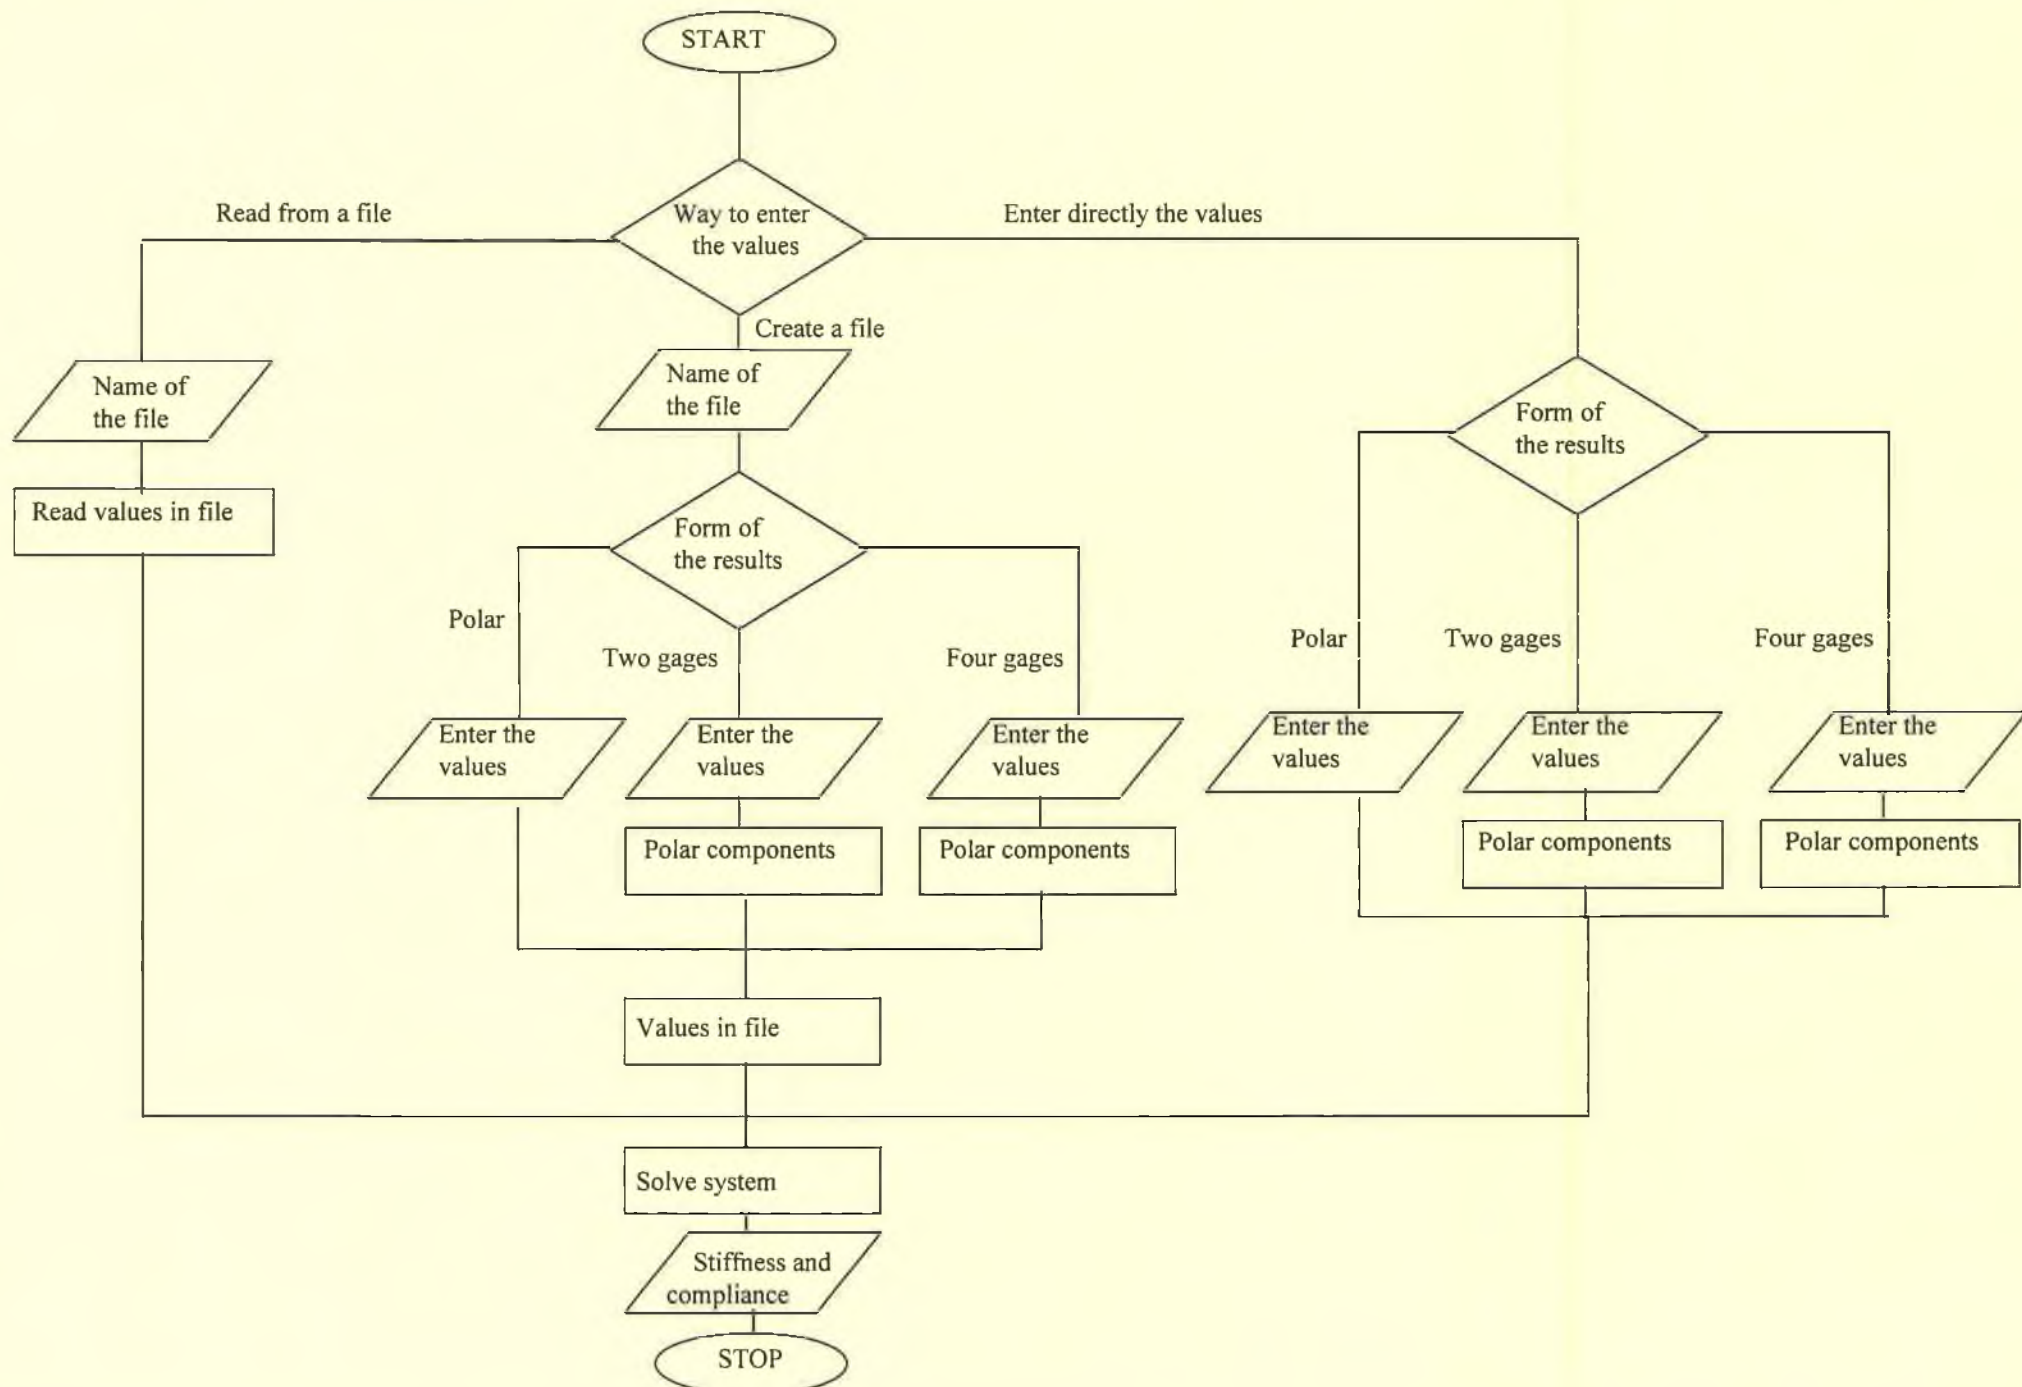 START
Read from a file
Way to enter
the values
Enter directly the values
Create a file
Name of
the file
Name of
the file
Form of
the results
Read values in file
Form of
the results
Polar
Two gages
Four gages
Polar
Two gages
Four gages
Enter the
values
Enter the
values
Enter the
values
Enter the
values
Enter the
values
Enter the
values
Polar components
Polar components
Polar components
Polar components
Values in file
Solve system
Stiffness and
compliance
STOP